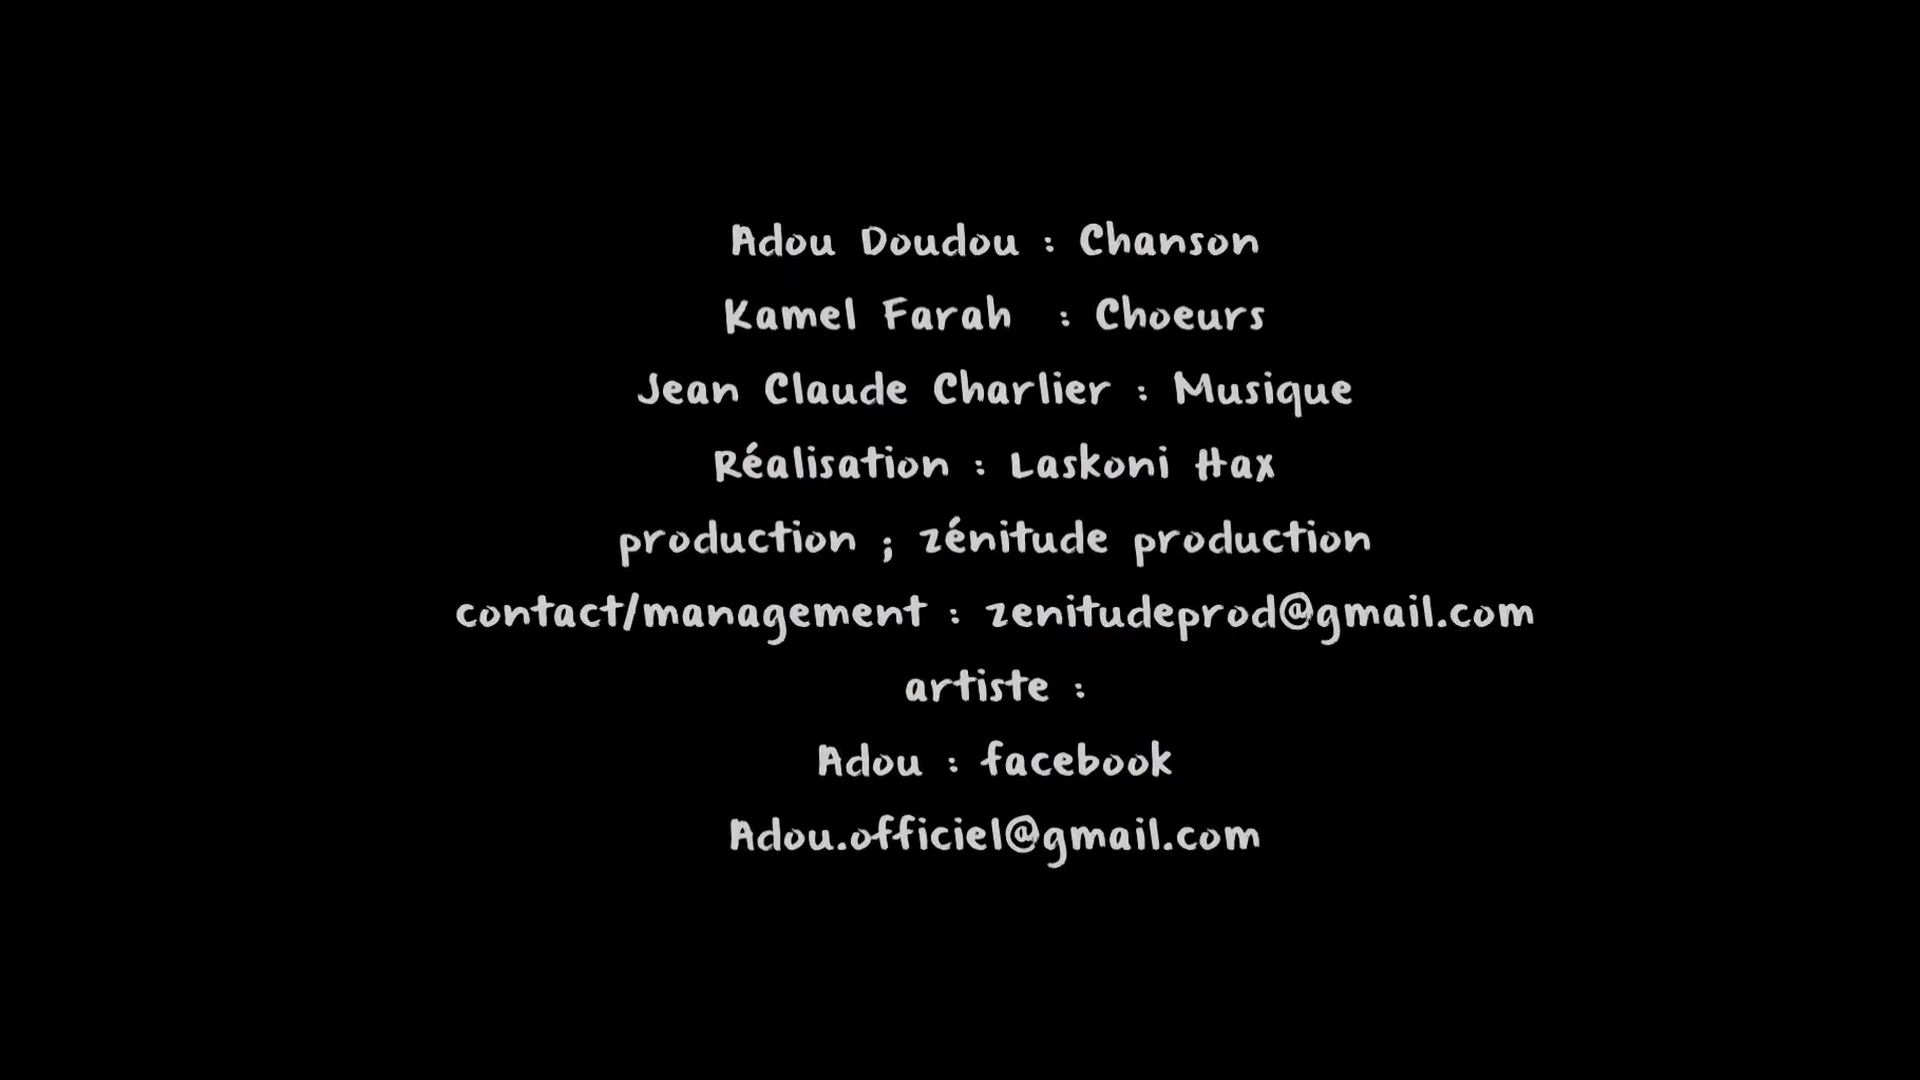 Adou Doudou : Chanson
Kamel Farah : Choeurs
Jean Claude Charlier : Musique
Réalisation : Laskoni Hax
production ; zénitude production
contact/management : zenitudeprod@gmail.com
artiste :
Adou : facebook
Adou.officiel@gmail.com